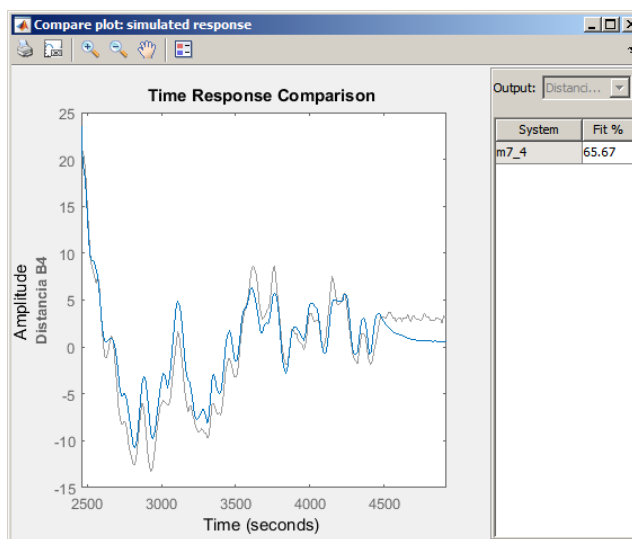 Compare plot: simulated response
Output: Distanci...
System Fit %
m7_4 65.67
Time Response Comparison
25
20
15
10
5
0
-5
-10
-15
Amplitude
Distancia B4
2500 3000 3500 4000 4500
Time (seconds)